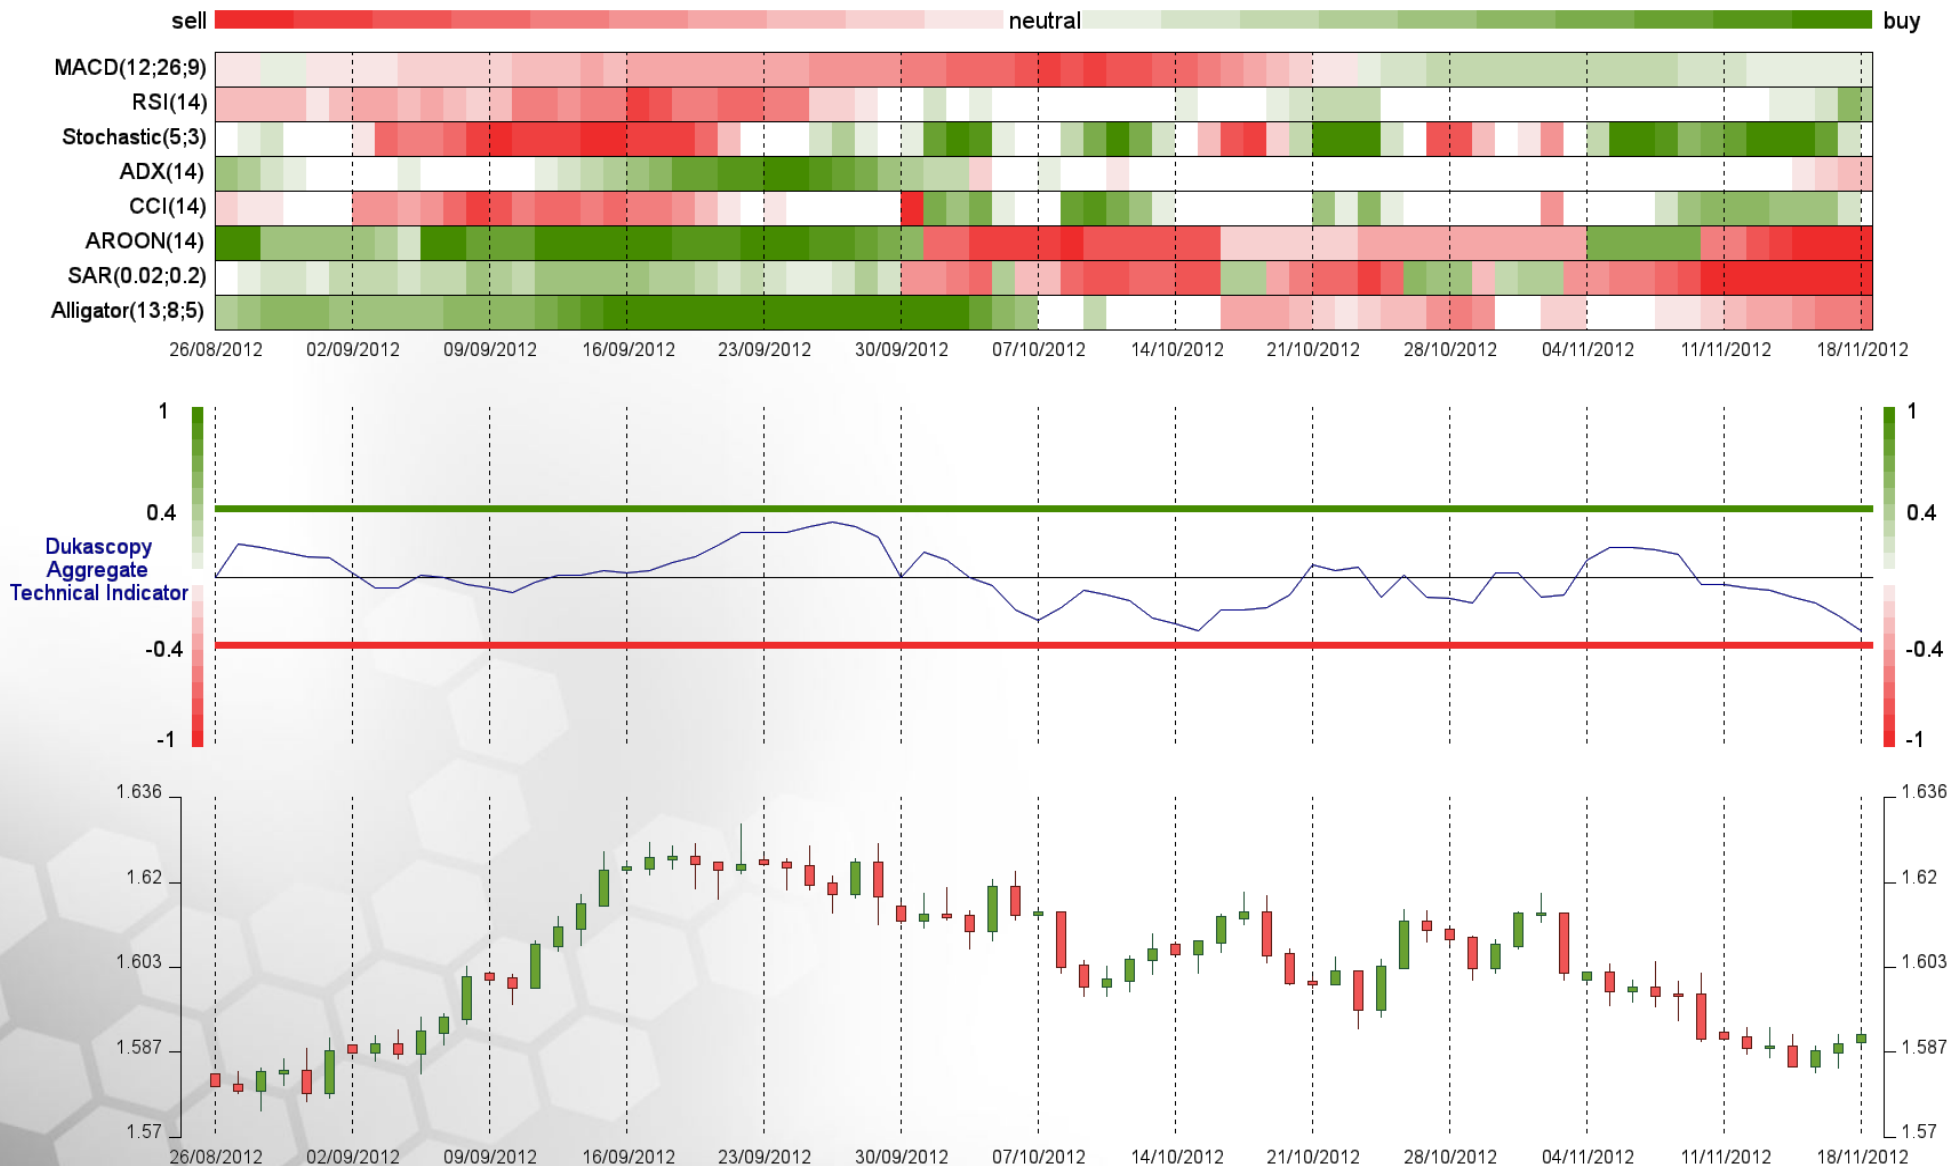 sell neutral buy
MACD(12;26;9)
RSI(14)
Stochastic(5;3)
ADX(14)
CCI(14)
AROON(14)
SAR(0.02;0.2)
Alligator(13;8;5)
26/08/2012 02/09/2012 09/09/2012 16/09/2012 23/09/2012 30/09/2012 07/10/2012 14/10/2012 21/10/2012 28/10/2012 04/11/2012 11/11/2012 18/11/2012
1 1
0.4 0.4
Dukascopy
Aggregate
Technical Indicator
-0.4 -0.4
-1 -1
1.636 1.636
1.62 1.62
1.603 1.603
1.587 1.587
1.57 1.57
26/08/2012 02/09/2012 09/09/2012 16/09/2012 23/09/2012 30/09/2012 07/10/2012 14/10/2012 21/10/2012 28/10/2012 04/11/2012 11/11/2012 18/11/2012